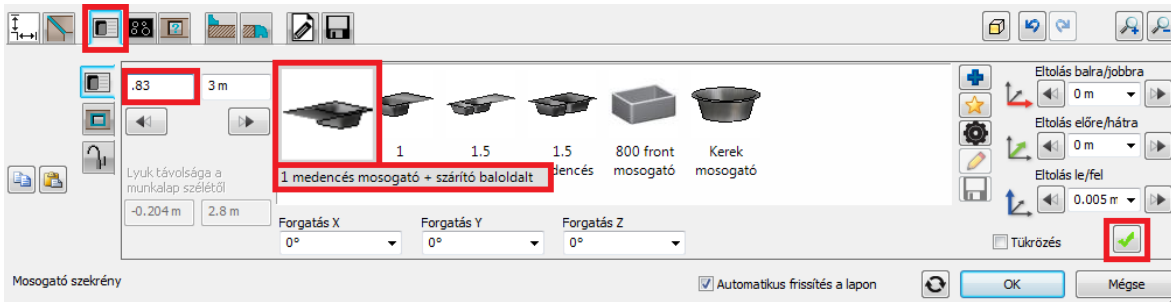 Eltolás balra/jobbra
.83
3 m
0 m
Eltolás előre/hátra
0 m
1
1.5
1.5
800 front
Kerek
dencés
mosogató
mosogató
Lyuk távolsága a
munkalap szélétől
1 medencés mosogató + szárító baloldalt
Eltolás le/fel
0.005 m
-0.204 m
2.8 m
Forgatás X
Forgatás Y
Forgatás Z
0°
0°
0°
Tükrözés
Mosogató szekrény
Automatikus frissítés a lapon
OK
Mégse